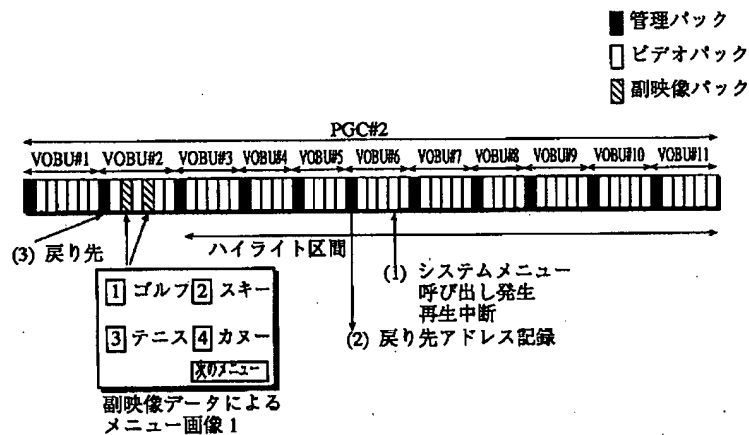 管理パック
ビデオパック
副映像パック
PGC#2
VOBU#1 VOBU#2 VOBU#3 VOBU#4 VOBU#5 VOBU#6 VOBU#7 VOBU#8 VOBU#9 VOBU#10 VOBU#11
(3) 戻り先
ハイライト区間
(1) システムメニュー
呼び出し発生
再生中断
(2) 戻り先アドレス記録
1 ゴルフ 2 スキー
3 テニス 4 カヌー
次のメニュー
副映像データによる
メニュー画像1